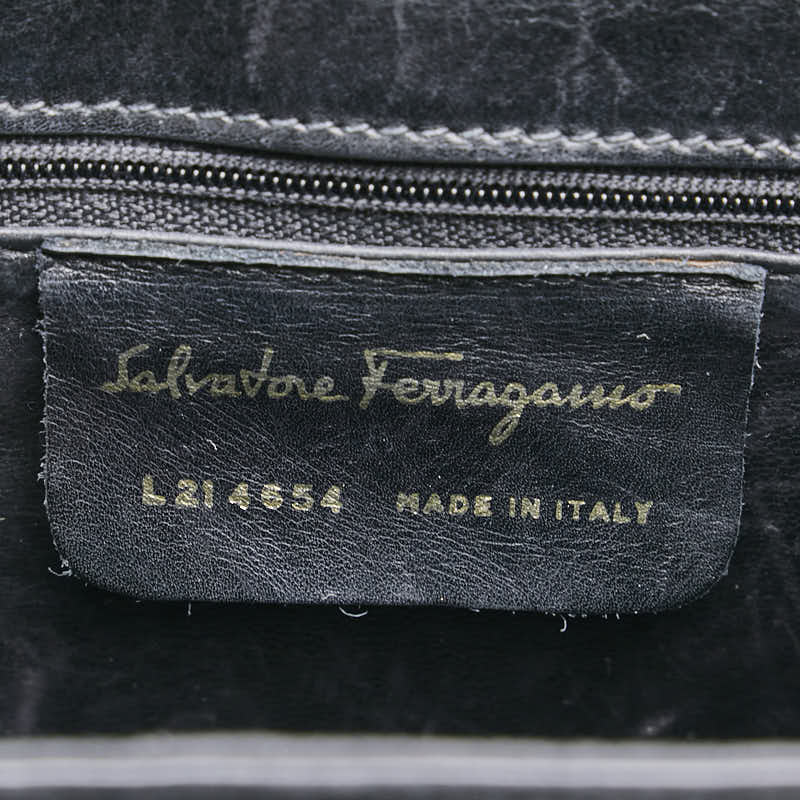 Salvatore Ferragamo
L214654 MADE IN ITALY